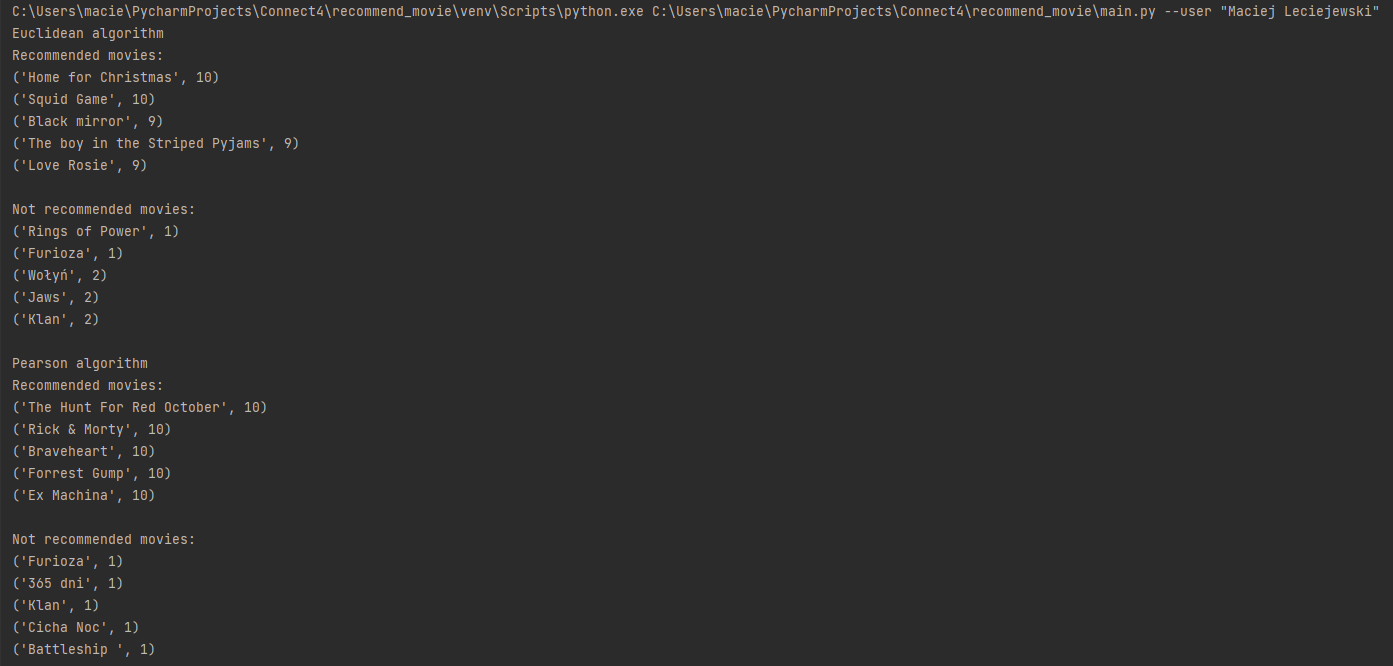 C:\Users\macie\PycharmProjects\Connect4\recommend_movie\venv\Scripts\python.exe C:\Users\macie\PycharmProjects\Connect4\recommend_movie\main.py --user "Maciej Leciejewski"
Euclidean algorithm
Recommended movies:
('Home for Christmas', 10)
('Squid Game', 10)
('Black mirror', 9)
('The boy in the Striped Pyjams', 9)
('Love Rosie', 9)

Not recommended movies:
('Rings of Power', 1)
('Furioza', 1)
('Wołyń', 2)
('Jaws', 2)
('Klan', 2)

Pearson algorithm
Recommended movies:
('The Hunt For Red October', 10)
('Rick & Morty', 10)
('Braveheart', 10)
('Forrest Gump', 10)
('Ex Machina', 10)

Not recommended movies:
('Furioza', 1)
('365 dni', 1)
('Klan', 1)
('Cicha Noc', 1)
('Battleship ', 1)